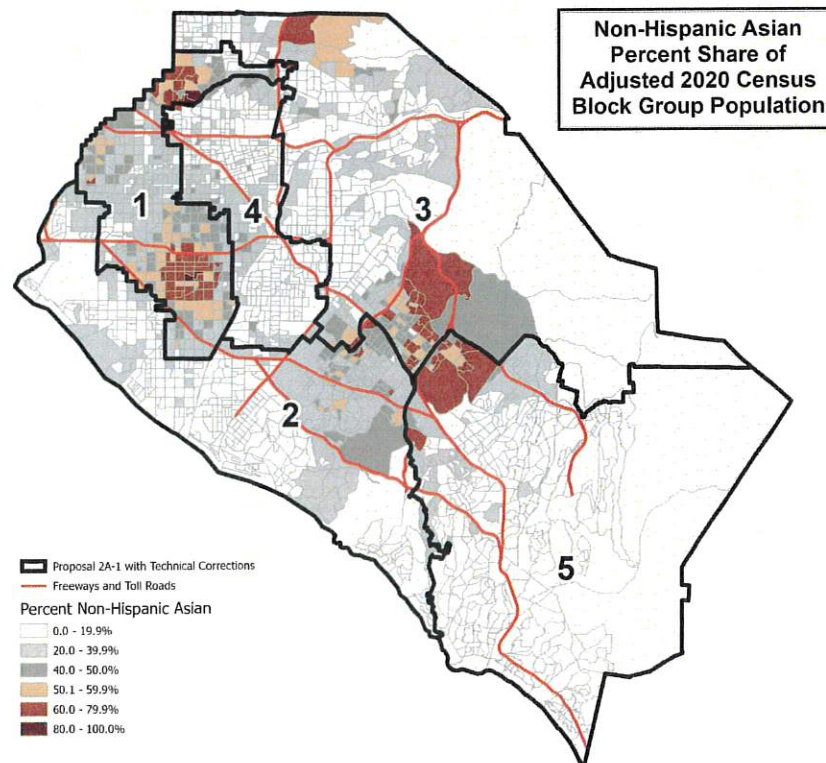 Non-Hispanic Asian
Percent Share of
Adjusted 2020 Census
Block Group Population
1
4
3
2
5
Proposal 2A-1 with Technical Corrections
Freeways and Toll Roads
Percent Non-Hispanic Asian
0.0 - 19.9%
20.0 - 39.9%
40.0 - 50.0%
50.1 - 59.9%
60.0 - 79.9%
80.0 - 100.0%